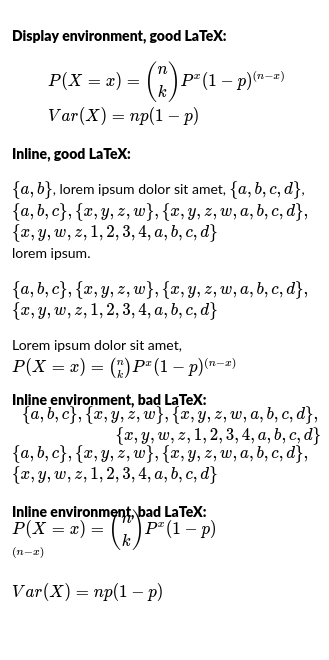 Display environment, good LaTeX:
P(X = x) = (n k) P^x (1 − p)^(n−x)
Var(X) = np(1 − p)
Inline, good LaTeX:
{a, b}, lorem ipsum dolor sit amet, {a, b, c, d},
{a, b, c}, {x, y, z, w}, {x, y, z, w, a, b, c, d},
{x, y, w, z, 1, 2, 3, 4, a, b, c, d}
lorem ipsum.
{a, b, c}, {x, y, z, w}, {x, y, z, w, a, b, c, d},
{x, y, w, z, 1, 2, 3, 4, a, b, c, d}
Lorem ipsum dolor sit amet,
P(X = x) = (n k) P^x (1 − p)^(n−x)
Inline environment, bad LaTeX:
{a, b, c}, {x, y, z, w}, {x, y, z, w, a, b, c, d},
{x, y, w, z, 1, 2, 3, 4, a, b, c, d}
{a, b, c}, {x, y, z, w}, {x, y, z, w, a, b, c, d},
{x, y, w, z, 1, 2, 3, 4, a, b, c, d}
Inline environment, bad LaTeX:
P(X = x) = (n k) P^x (1 − p)
(n−x)
Var(X) = np(1 − p)